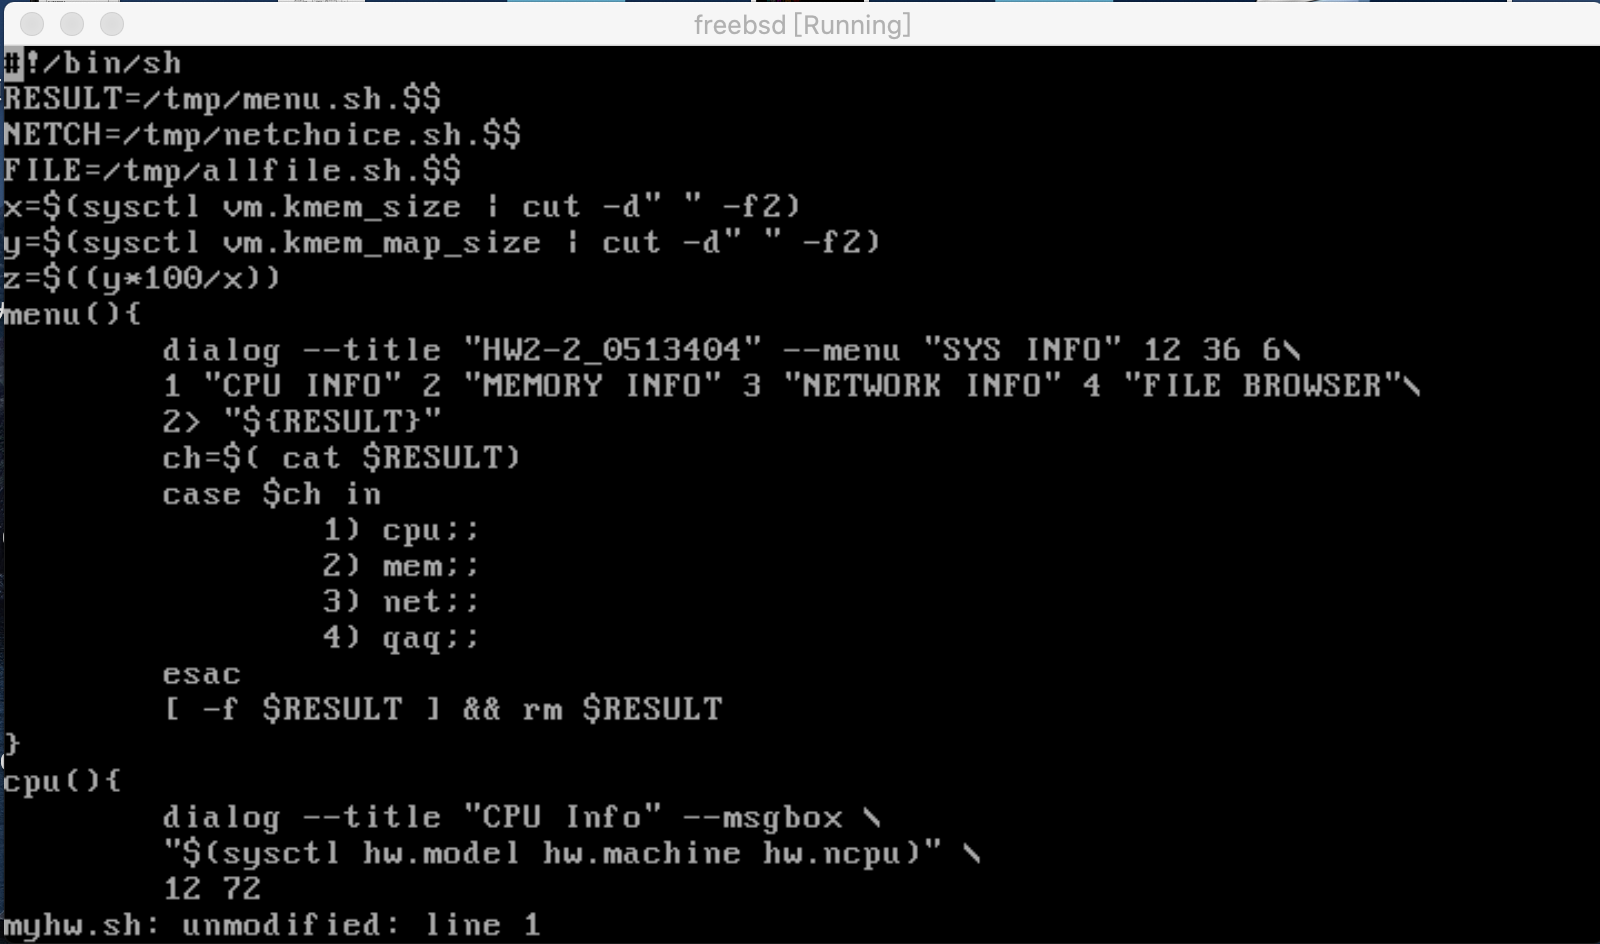 freebsd [Running]
#!/bin/sh
RESULT=/tmp/menu.sh.$$
NETCH=/tmp/netchoice.sh.$$
FILE=/tmp/allfile.sh.$$
x=$(sysctl vm.kmem_size | cut -d" " -f2)
y=$(sysctl vm.kmem_map_size | cut -d" " -f2)
z=$((y*100/x))
menu(){
        dialog --title "HW2-2_0513404" --menu "SYS INFO" 12 36 6\
        1 "CPU INFO" 2 "MEMORY INFO" 3 "NETWORK INFO" 4 "FILE BROWSER"\
        2> "${RESULT}"
        ch=$( cat $RESULT)
        case $ch in
                1) cpu;;
                2) mem;;
                3) net;;
                4) qaq;;
        esac
        [ -f $RESULT ] && rm $RESULT
}
cpu(){
        dialog --title "CPU Info" --msgbox \
        "$(sysctl hw.model hw.machine hw.ncpu)" \
        12 72
myhw.sh: unmodified: line 1